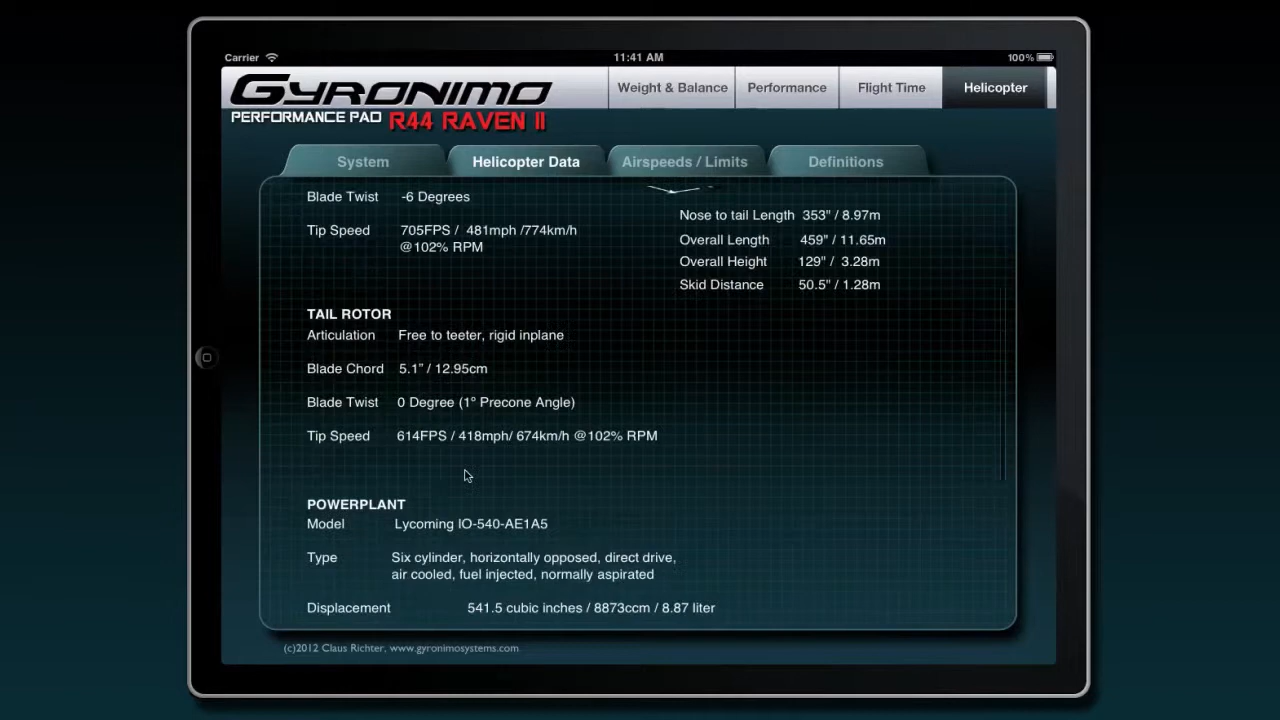 Carrier
11:41 AM
100%
GYRONIMO
PERFORMANCE PAD R44 RAVEN II
Weight & Balance
Performance
Flight Time
Helicopter
System
Helicopter Data
Airspeeds / Limits
Definitions
Blade Twist -6 Degrees
Tip Speed 705FPS / 481mph /774km/h
@102% RPM
Nose to tail Length 353" / 8.97m
Overall Length 459" / 11.65m
Overall Height 129" / 3.28m
Skid Distance 50.5" / 1.28m
TAIL ROTOR
Articulation Free to teeter, rigid inplane
Blade Chord 5.1" / 12.95cm
Blade Twist 0 Degree (1º Precone Angle)
Tip Speed 614FPS / 418mph/ 674km/h @102% RPM
POWERPLANT
Model Lycoming IO-540-AE1A5
Type Six cylinder, horizontally opposed, direct drive,
air cooled, fuel injected, normally aspirated
Displacement 541.5 cubic inches / 8873ccm / 8.87 liter
(c)2012 Claus Richter, www.gyronimosystems.com